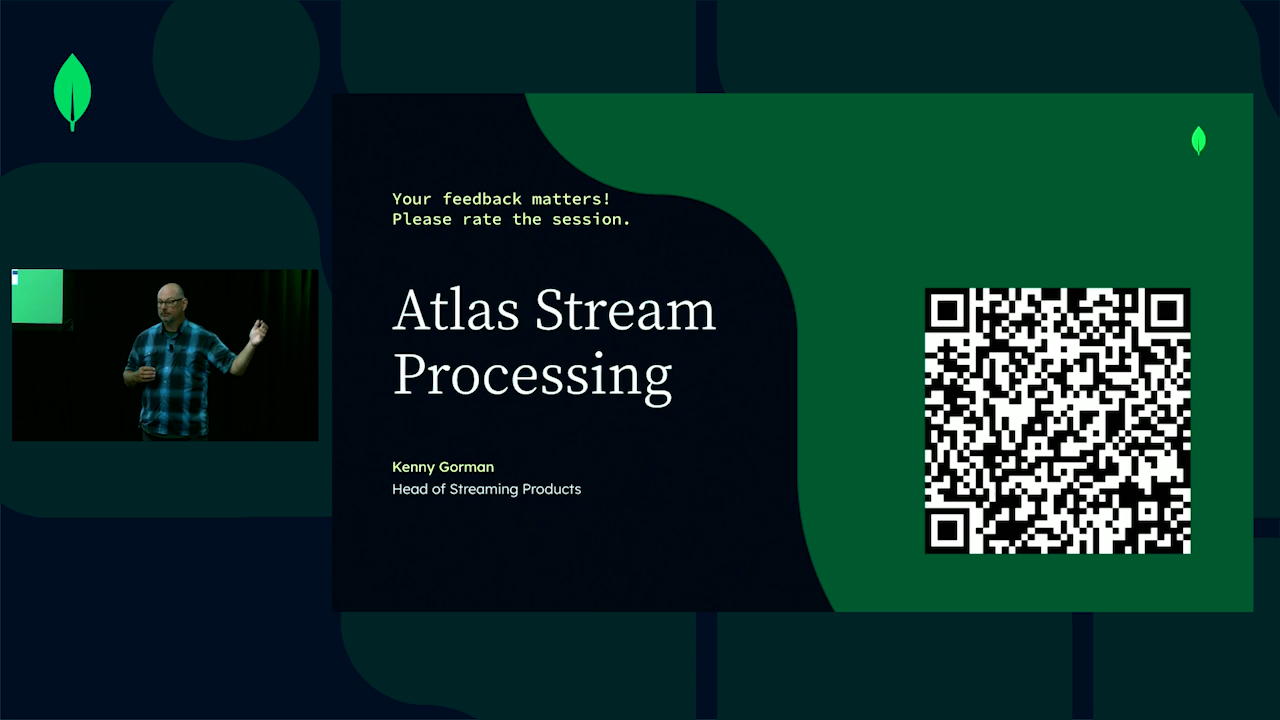 Your feedback matters!
Please rate the session.
Atlas Stream
Processing
Kenny Gorman
Head of Streaming Products